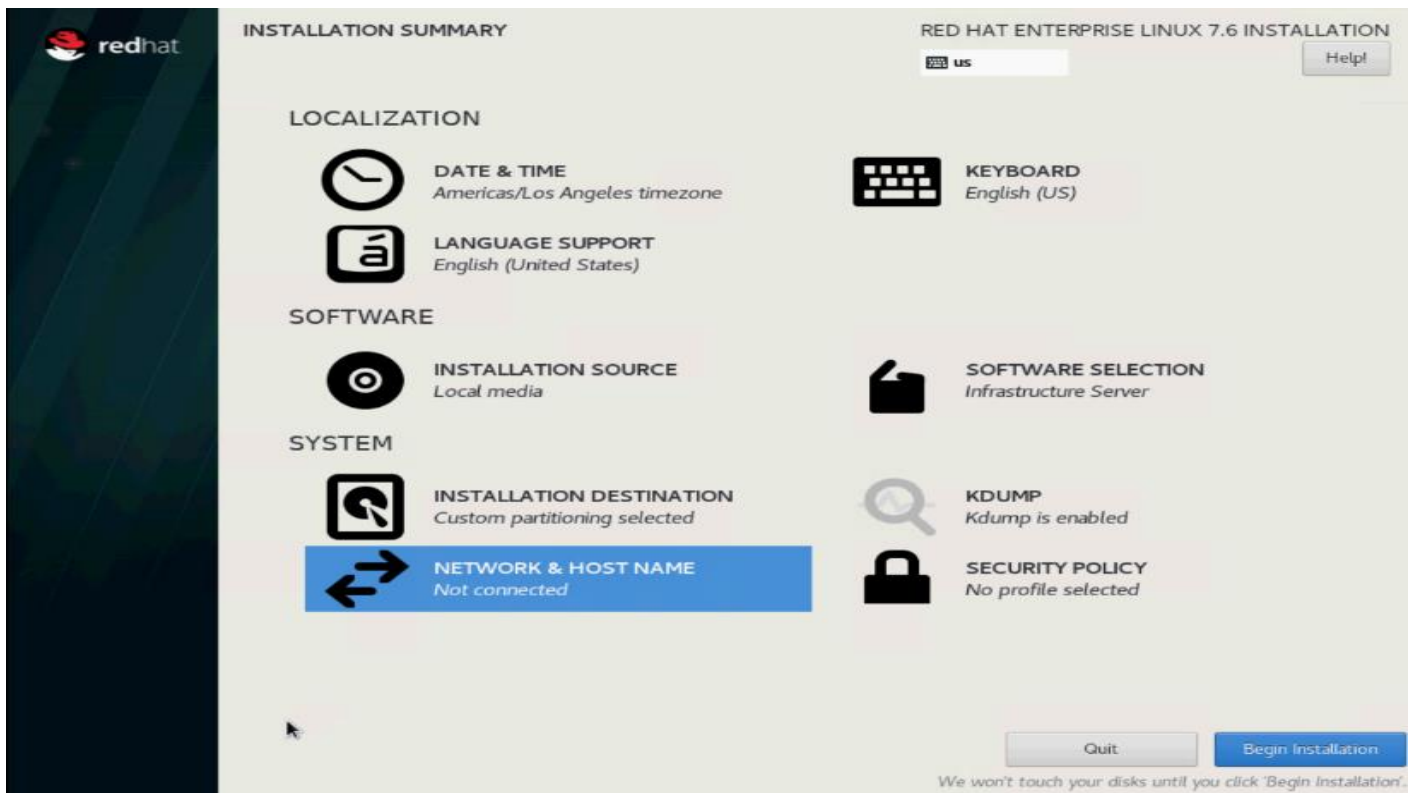 redhat
INSTALLATION SUMMARY
RED HAT ENTERPRISE LINUX 7.6 INSTALLATION
us
Help!
LOCALIZATION
DATE & TIME
Americas/Los Angeles timezone
KEYBOARD
English (US)
á
LANGUAGE SUPPORT
English (United States)
SOFTWARE
INSTALLATION SOURCE
Local media
SOFTWARE SELECTION
Infrastructure Server
SYSTEM
INSTALLATION DESTINATION
Custom partitioning selected
KDUMP
Kdump is enabled
NETWORK & HOST NAME
Not connected
SECURITY POLICY
No profile selected
Quit
Begin Installation
We won't touch your disks until you click 'Begin Installation'.